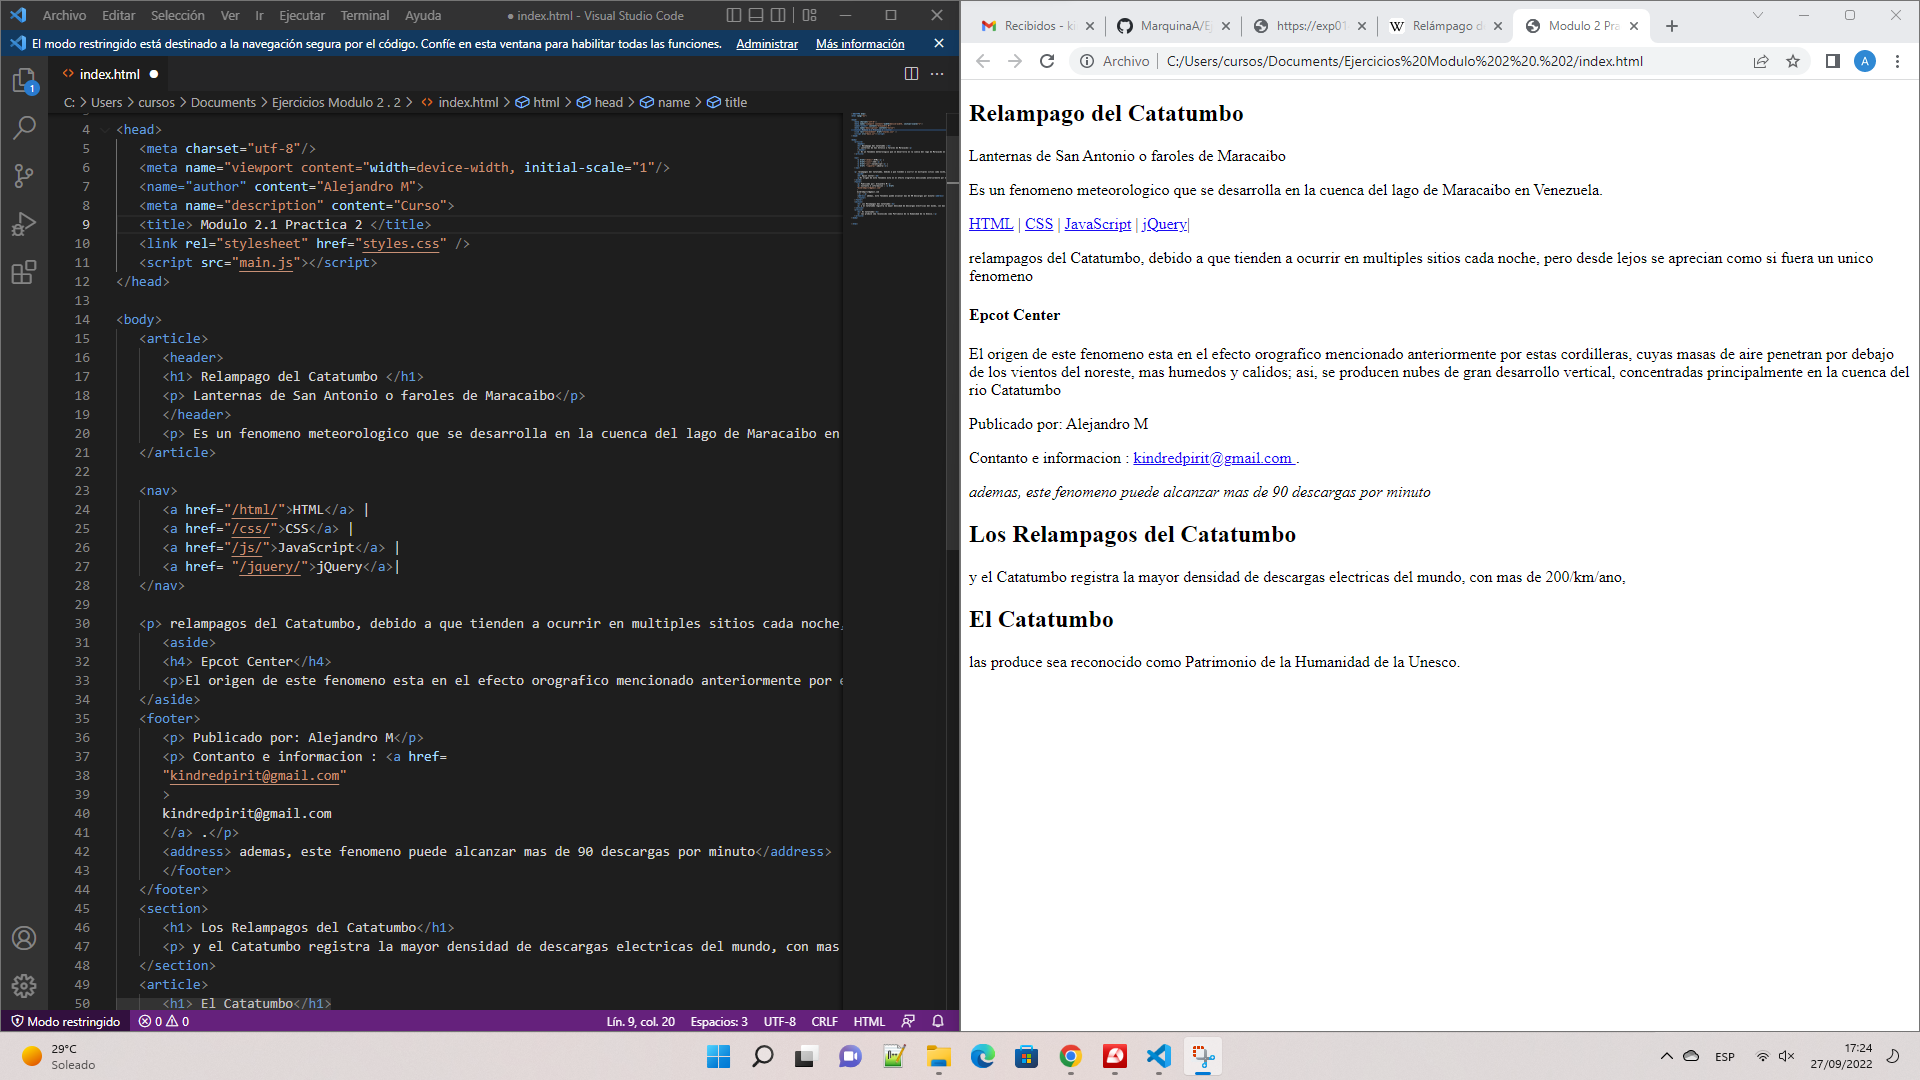 Archivo Editar Selección Ver Ir Ejecutar Terminal Ayuda ● index.html - Visual Studio Code
El modo restringido está destinado a la navegación segura por el código. Confíe en esta ventana para habilitar todas las funciones. Administrar Más información
index.html
C: > Users > cursos > Documents > Ejercicios Modulo 2 . 2 > index.html > html > head > name > title
4 <head>
5 <meta charset="utf-8"/>
6 <meta name="viewport content="width=device-width, initial-scale="1"/>
7 <name="author" content="Alejandro M">
8 <meta name="description" content="Curso">
9 <title> Modulo 2.1 Practica 2 </title>
10 <link rel="stylesheet" href="styles.css" />
11 <script src="main.js"></script>
12 </head>
13
14 <body>
15 <article>
16 <header>
17 <h1> Relampago del Catatumbo </h1>
18 <p> Lanternas de San Antonio o faroles de Maracaibo</p>
19 </header>
20 <p> Es un fenomeno meteorologico que se desarrolla en la cuenca del lago de Maracaibo en
21 </article>
22
23 <nav>
24 <a href="/html/">HTML</a> |
25 <a href="/css/">CSS</a> |
26 <a href="/js/">JavaScript</a> |
27 <a href= "/jquery/">jQuery</a>|
28 </nav>
29
30 <p> relampagos del Catatumbo, debido a que tienden a ocurrir en multiples sitios cada noche,
31 <aside>
32 <h4> Epcot Center</h4>
33 <p>El origen de este fenomeno esta en el efecto orografico mencionado anteriormente por e
34 </aside>
35 <footer>
36 <p> Publicado por: Alejandro M</p>
37 <p> Contanto e informacion : <a href=
38 "kindredpirit@gmail.com"
39 >
40 kindredpirit@gmail.com
41 </a> .</p>
42 <address> ademas, este fenomeno puede alcanzar mas de 90 descargas por minuto</address>
43 </footer>
44 </footer>
45 <section>
46 <h1> Los Relampagos del Catatumbo</h1>
47 <p> y el Catatumbo registra la mayor densidad de descargas electricas del mundo, con mas
48 </section>
49 <article>
50 <h1> El Catatumbo</h1>
Modo restringido 0 0 Lín. 9, col. 20 Espacios: 3 UTF-8 CRLF HTML
Recibidos - ki MarquinaA/Ej https://exp01 Relámpago d Modulo 2 Pra
Archivo | C:/Users/cursos/Documents/Ejercicios%20Modulo%202%20.%202/index.html A
Relampago del Catatumbo
Lanternas de San Antonio o faroles de Maracaibo
Es un fenomeno meteorologico que se desarrolla en la cuenca del lago de Maracaibo en Venezuela.
HTML | CSS | JavaScript | jQuery|
relampagos del Catatumbo, debido a que tienden a ocurrir en multiples sitios cada noche, pero desde lejos se aprecian como si fuera un unico
fenomeno
Epcot Center
El origen de este fenomeno esta en el efecto orografico mencionado anteriormente por estas cordilleras, cuyas masas de aire penetran por debajo
de los vientos del noreste, mas humedos y calidos; asi, se producen nubes de gran desarrollo vertical, concentradas principalmente en la cuenca del
rio Catatumbo
Publicado por: Alejandro M
Contanto e informacion : kindredpirit@gmail.com .
ademas, este fenomeno puede alcanzar mas de 90 descargas por minuto
Los Relampagos del Catatumbo
y el Catatumbo registra la mayor densidad de descargas electricas del mundo, con mas de 200/km/ano,
El Catatumbo
las produce sea reconocido como Patrimonio de la Humanidad de la Unesco.
29°C
Soleado
ESP
17:24
27/09/2022